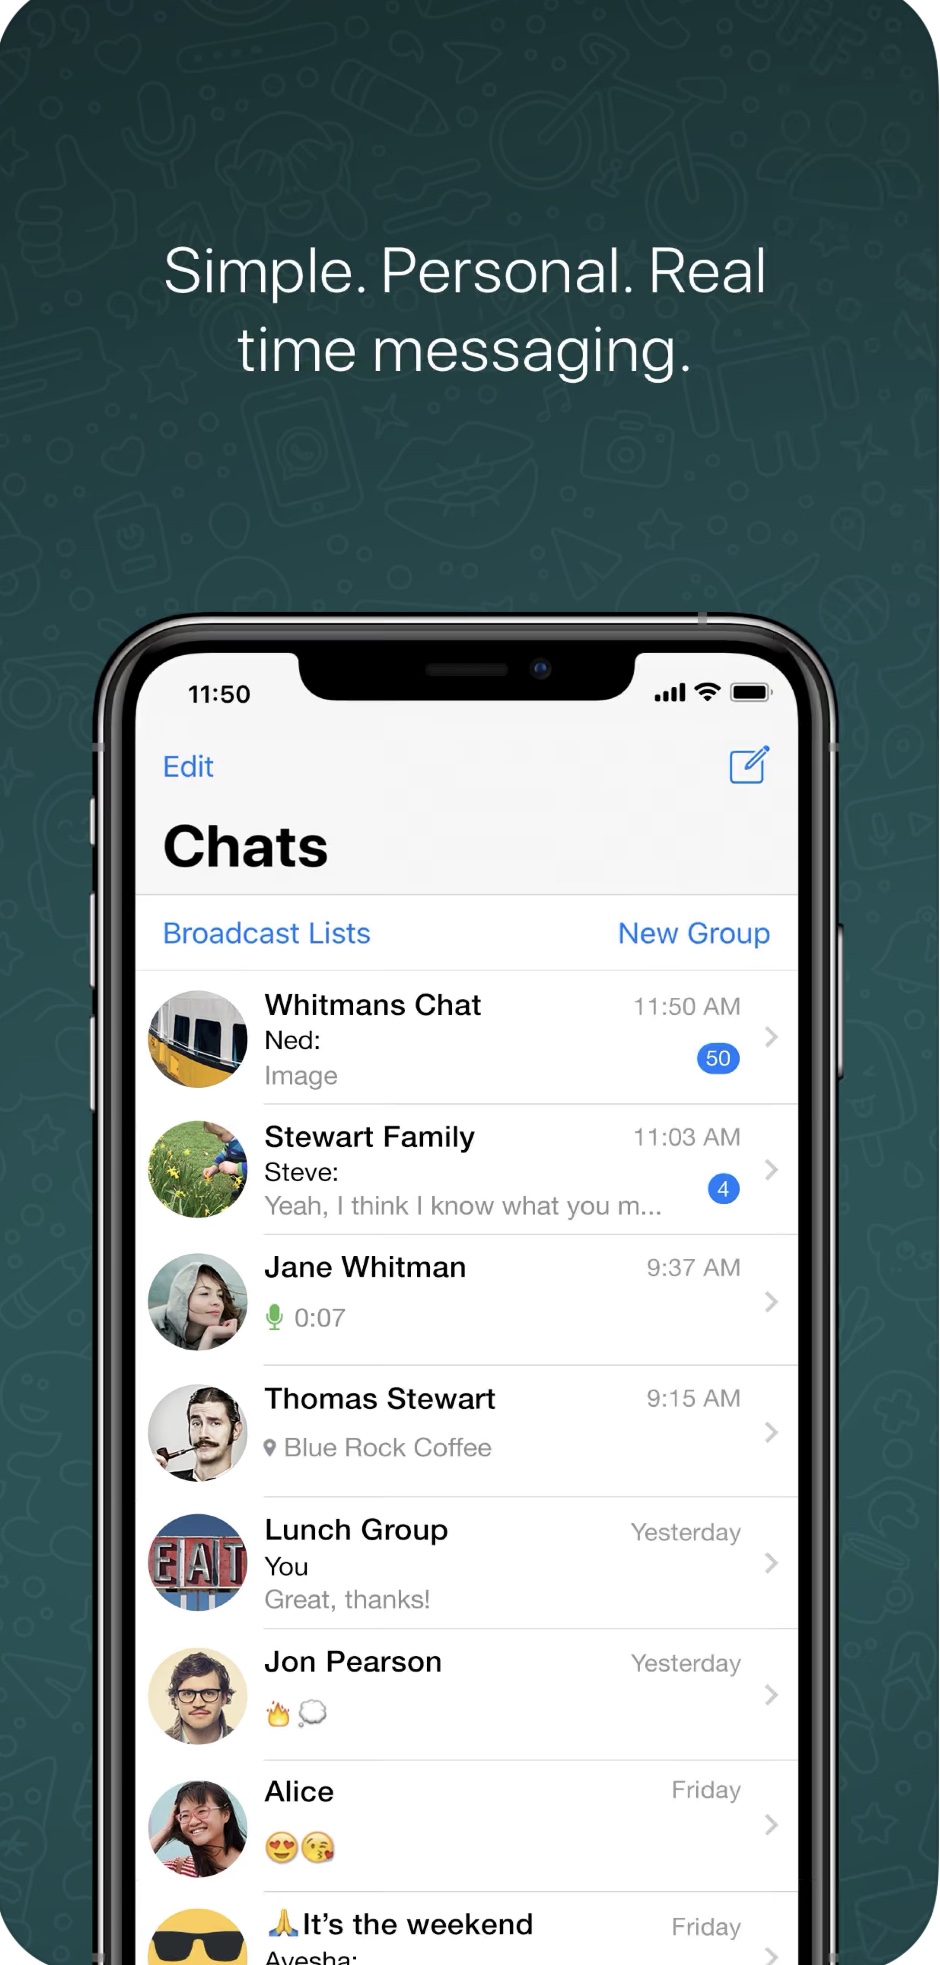 Simple. Personal. Real
time messaging.
11:50
Edit
Chats
Broadcast Lists
New Group
Whitmans Chat
11:50 AM
Ned:
50
Image
Stewart Family
11:03 AM
Steve:
4
Yeah, I think I know what you m...
Jane Whitman
9:37 AM
0:07
Thomas Stewart
9:15 AM
Blue Rock Coffee
Lunch Group
Yesterday
You
EAT
Great, thanks!
Jon Pearson
Yesterday
🔥💭
Alice
Friday
😍😘
🙏It's the weekend
Friday
Ayesha: